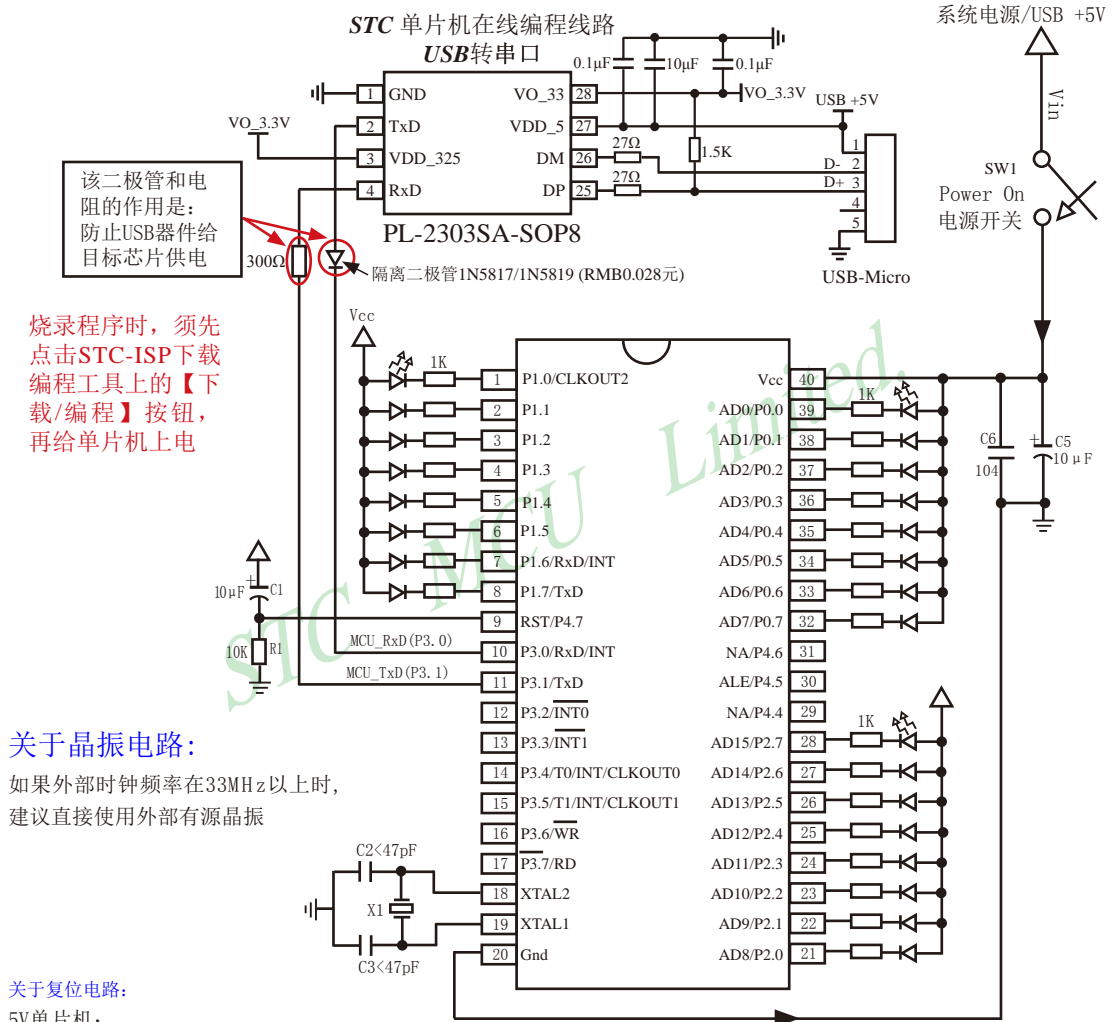 STC 单片机在线编程线路
USB转串口
系统电源/USB +5V
Vin
SW1
Power On
电源开关
0.1μF
10μF
0.1μF
1 GND
2 TxD
3 VDD_325
4 RxD
VO_33 28
VDD_5 27
DM 26
DP 25
VO_3.3V
VO_3.3V
USB +5V
27Ω
27Ω
1.5K
D-
D+
1
2
3
4
5
USB-Micro
PL-2303SA-SOP8
该二极管和电
阻的作用是:
防止USB器件给
目标芯片供电
300Ω
隔离二极管1N5817/1N5819 (RMB0.028元)
烧录程序时，须先
点击STC-ISP下载
编程工具上的【下
载/编程】按钮，
再给单片机上电
Vcc
1K
1 P1.0/CLKOUT2
2 P1.1
3 P1.2
4 P1.3
5 P1.4
6 P1.5
7 P1.6/RxD/INT
8 P1.7/TxD
9 RST/P4.7
10 P3.0/RxD/INT
11 P3.1/TxD
12 P3.2/INT0
13 P3.3/INT1
14 P3.4/T0/INT/CLKOUT0
15 P3.5/T1/INT/CLKOUT1
16 P3.6/WR
17 P3.7/RD
18 XTAL2
19 XTAL1
20 Gnd
Vcc 40
AD0/P0.0 39
AD1/P0.1 38
AD2/P0.2 37
AD3/P0.3 36
AD4/P0.4 35
AD5/P0.5 34
AD6/P0.6 33
AD7/P0.7 32
NA/P4.6 31
ALE/P4.5 30
NA/P4.4 29
AD15/P2.7 28
AD14/P2.6 27
AD13/P2.5 26
AD12/P2.4 25
AD11/P2.3 24
AD10/P2.2 23
AD9/P2.1 22
AD8/P2.0 21
1K
1K
C6
104
+
C5
10μF
10μF
+
C1
10K
R1
MCU_RxD(P3.0)
MCU_TxD(P3.1)
STC MCU Limited.
关于晶振电路:
如果外部时钟频率在33MHz以上时,
建议直接使用外部有源晶振
C2<47pF
X1
C3<47pF
关于复位电路:
5V单片机: